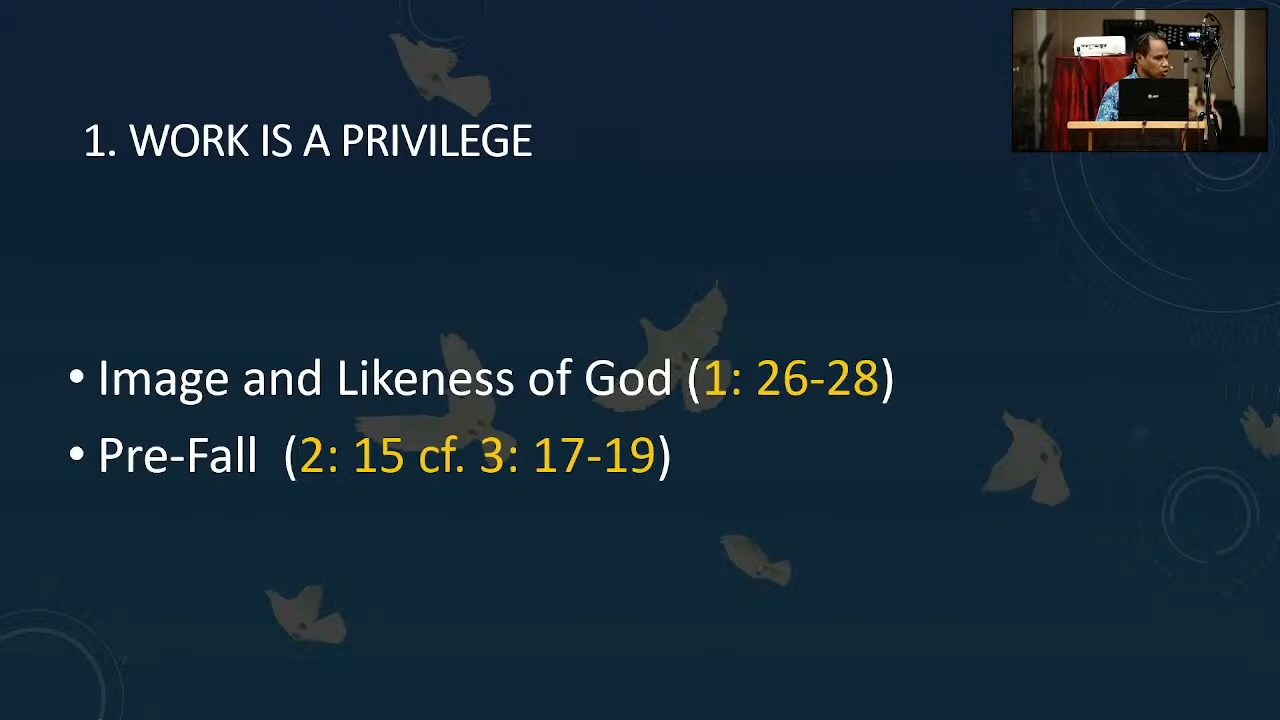 1. WORK IS A PRIVILEGE
• Image and Likeness of God (1: 26-28)
• Pre-Fall  (2: 15 cf. 3: 17-19)